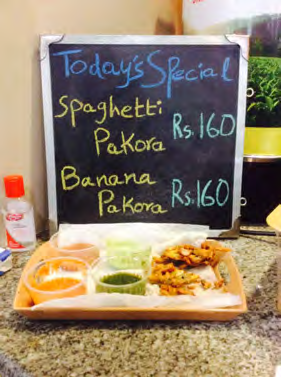 Today's Special
Spaghetti
Pakora Rs.160
Banana
Pakora Rs.160